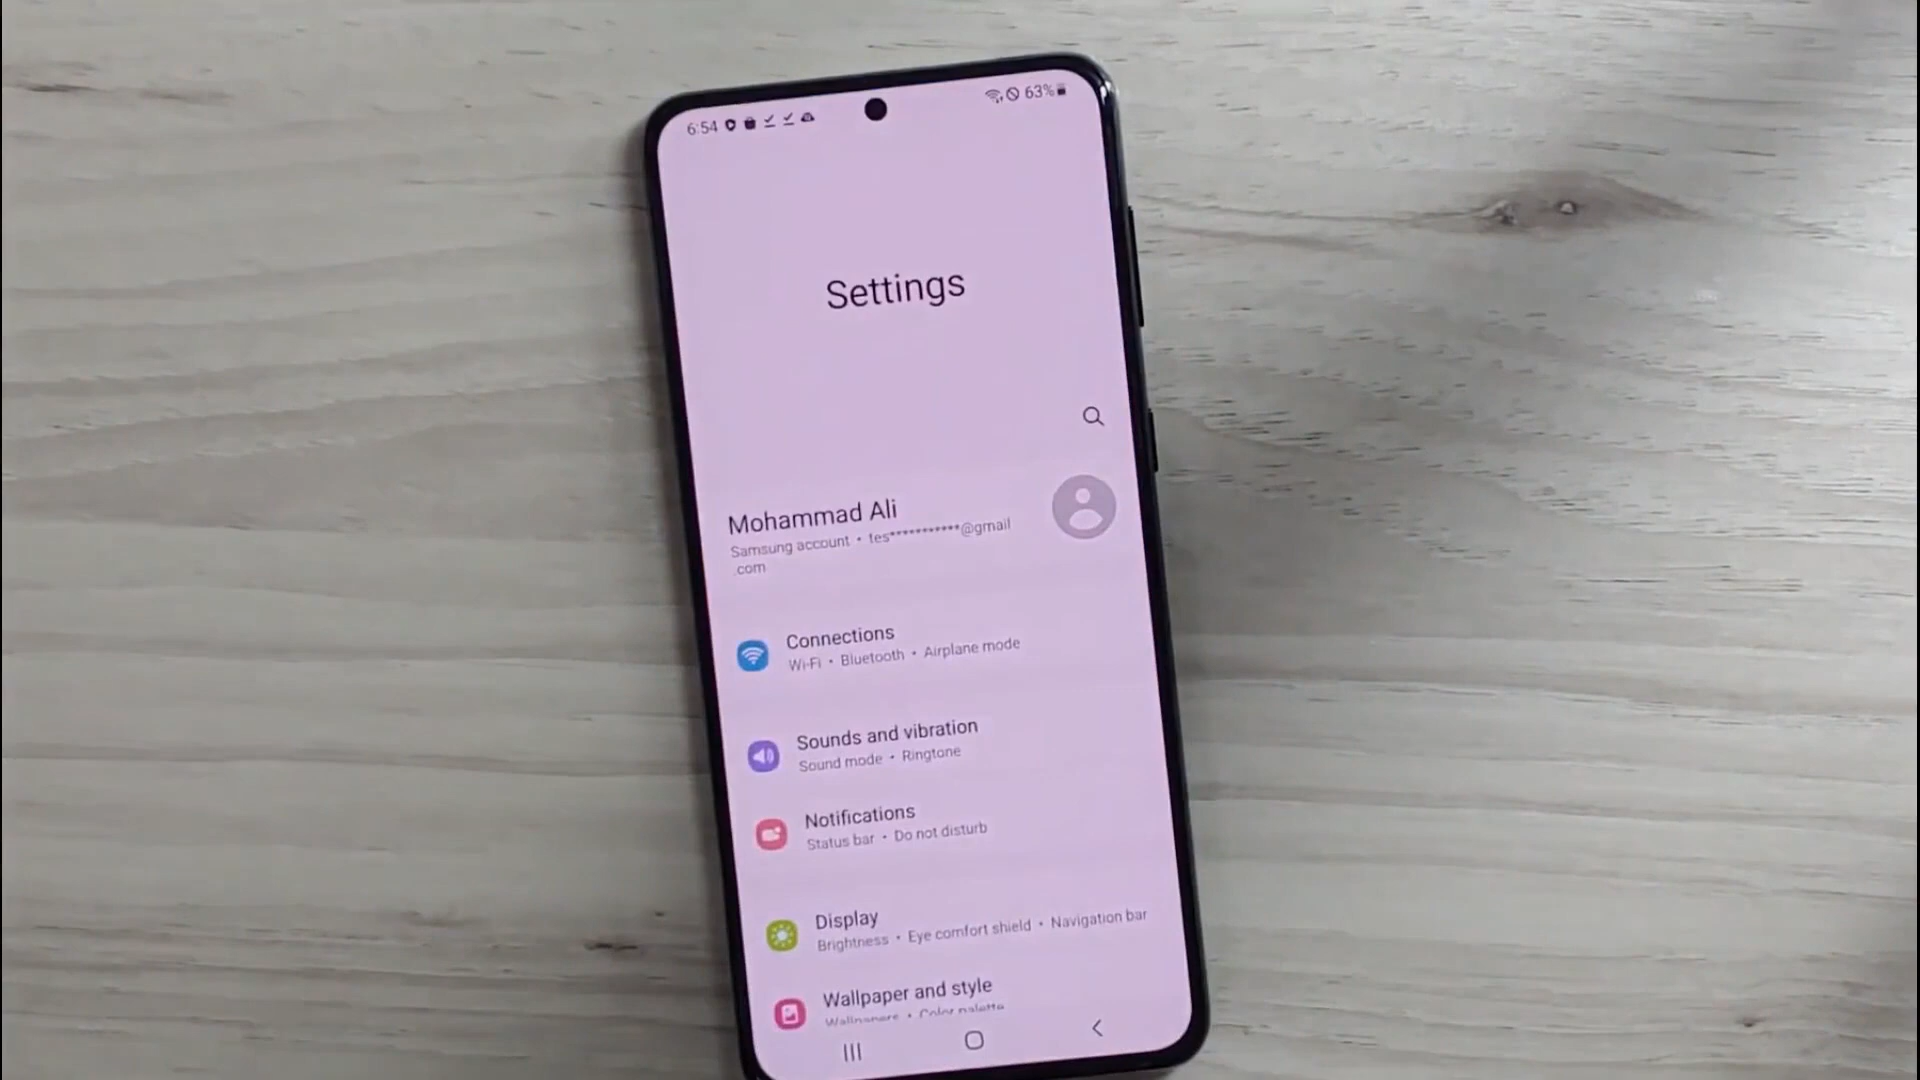 6:54
63%
Settings
Mohammad Ali
Samsung account • tes***********@gmail
.com
Connections
Wi-Fi • Bluetooth • Airplane mode
Sounds and vibration
Sound mode • Ringtone
Notifications
Status bar • Do not disturb
Display
Brightness • Eye comfort shield • Navigation bar
Wallpaper and style
Wallpapers • Color palette